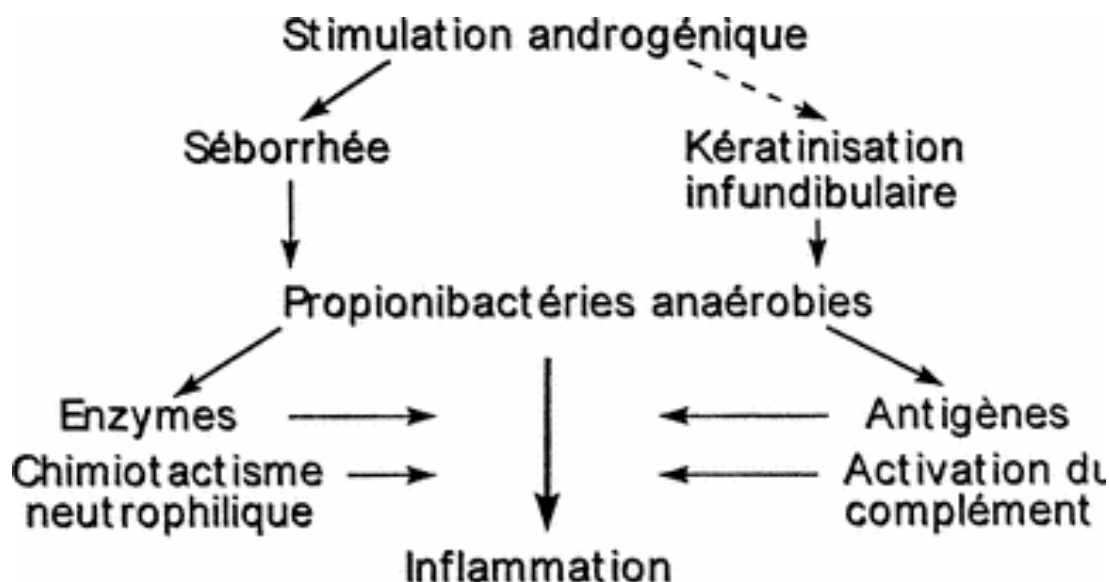 Stimulation androgénique
Séborrhée
Kératinisation
infundibulaire
Propionibactéries anaérobies
Enzymes
Antigènes
Chimiotactisme
neutrophilique
Activation du
complément
Inflammation